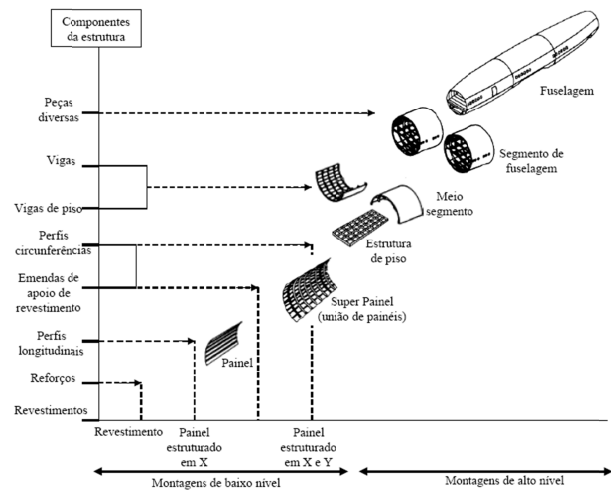 Componentes
da estrutura
Peças
diversas
Vigas
Vigas de piso
Perfis
circunferências
Emendas de
apoio de
revestimento
Perfis
longitudinais
Reforços
Revestimentos
Fuselagem
Segmento de
fuselagem
Meio
segmento
Estrutura
de piso
Super Painel
(união de painéis)
Painel
Revestimento
Painel
estruturado
em X
Painel
estruturado
em X e Y
Montagens de baixo nível
Montagens de alto nível